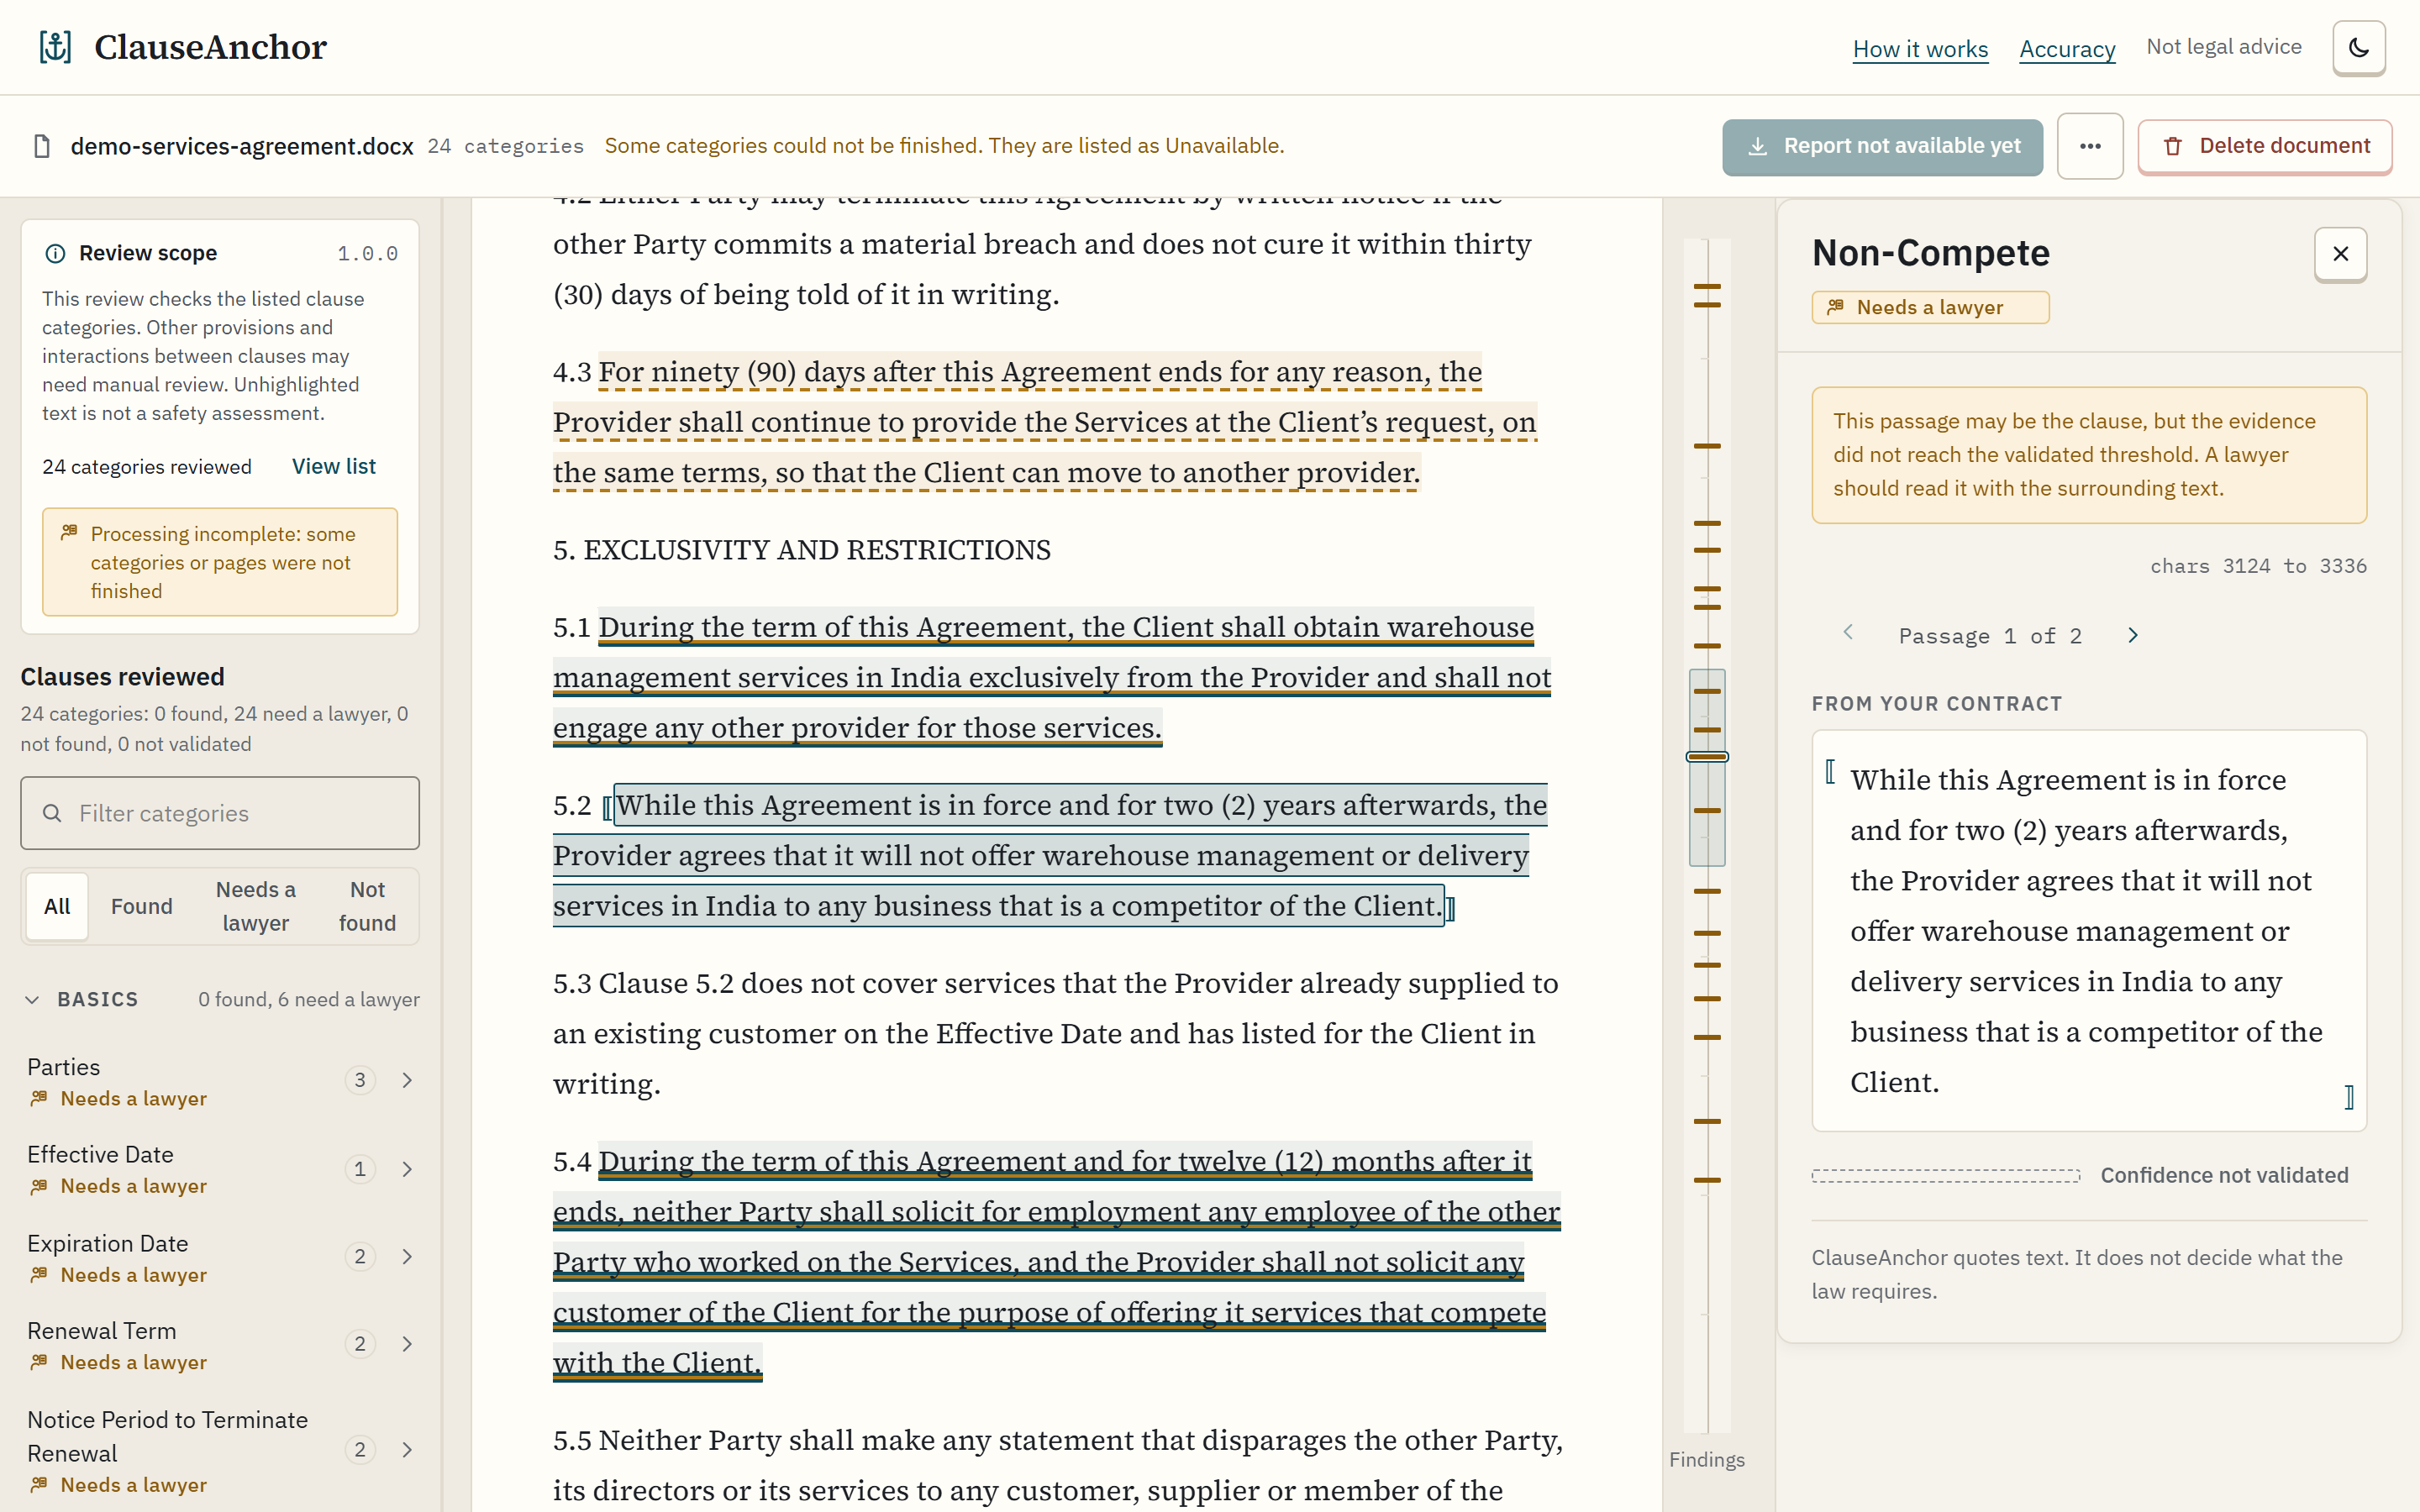 ClauseAnchor
How it works
Accuracy
Not legal advice
demo-services-agreement.docx
24 categories
Some categories could not be finished. They are listed as Unavailable.
Report not available yet
Delete document
Review scope
1.0.0
This review checks the listed clause
categories. Other provisions and
interactions between clauses may
need manual review. Unhighlighted
text is not a safety assessment.
24 categories reviewed
View list
Processing incomplete: some
categories or pages were not
finished
Clauses reviewed
24 categories: 0 found, 24 need a lawyer, 0
not found, 0 not validated
Filter categories
All
Found
Needs a
lawyer
Not
found
BASICS
0 found, 6 need a lawyer
Parties
Needs a lawyer
3
Effective Date
Needs a lawyer
1
Expiration Date
Needs a lawyer
2
Renewal Term
Needs a lawyer
2
Notice Period to Terminate
Renewal
Needs a lawyer
2
4.2 Either Party may terminate this Agreement by written notice if the
other Party commits a material breach and does not cure it within thirty
(30) days of being told of it in writing.
4.3 For ninety (90) days after this Agreement ends for any reason, the
Provider shall continue to provide the Services at the Client’s request, on
the same terms, so that the Client can move to another provider.
5. EXCLUSIVITY AND RESTRICTIONS
5.1 During the term of this Agreement, the Client shall obtain warehouse
management services in India exclusively from the Provider and shall not
engage any other provider for those services.
5.2 ⟦While this Agreement is in force and for two (2) years afterwards, the
Provider agrees that it will not offer warehouse management or delivery
services in India to any business that is a competitor of the Client.⟧
5.3 Clause 5.2 does not cover services that the Provider already supplied to
an existing customer on the Effective Date and has listed for the Client in
writing.
5.4 During the term of this Agreement and for twelve (12) months after it
ends, neither Party shall solicit for employment any employee of the other
Party who worked on the Services, and the Provider shall not solicit any
customer of the Client for the purpose of offering it services that compete
with the Client.
5.5 Neither Party shall make any statement that disparages the other Party,
its directors or its services to any customer, supplier or member of the
Findings
Non-Compete
Needs a lawyer
This passage may be the clause, but the evidence
did not reach the validated threshold. A lawyer
should read it with the surrounding text.
chars 3124 to 3336
Passage 1 of 2
FROM YOUR CONTRACT
⟦ While this Agreement is in force
and for two (2) years afterwards,
the Provider agrees that it will not
offer warehouse management or
delivery services in India to any
business that is a competitor of the
Client. ⟧
Confidence not validated
ClauseAnchor quotes text. It does not decide what the
law requires.